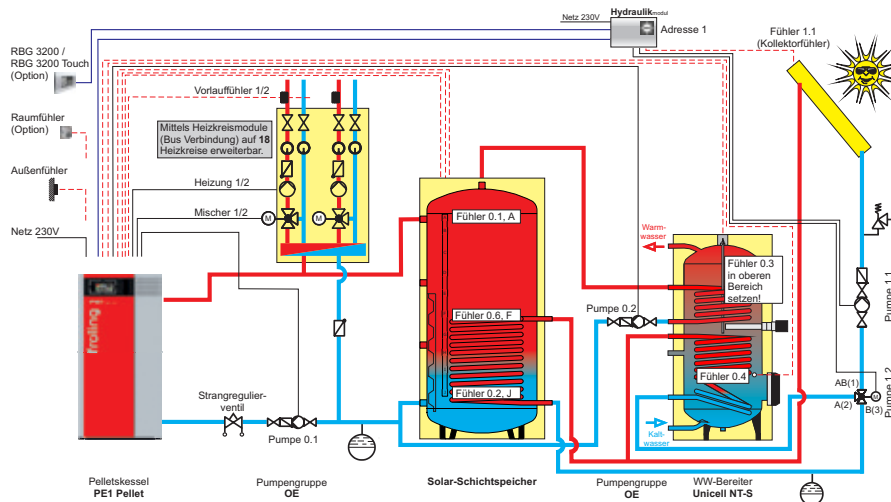 Hydraulikmodul
Netz 230V
Adresse 1
Fühler 1.1
(Kollektorfühler)
RBG 3200 /
RBG 3200 Touch
(Option)
Vorlauffühler 1/2
Raumfühler
(Option)
Mittels Heizkreismodule
(Bus Verbindung) auf 18
Heizkreise erweiterbar.
Außenfühler
Heizung 1/2
Mischer 1/2
M
M
Netz 230V
Fühler 0.1, A
Warm-
wasser
Fühler 0.3
in oberen
Bereich
setzen!
Pumpe 1.1
froling
Fühler 0.6, F
Pumpe 0.2
Fühler 0.4
Pumpe 1.2
AB(1)
M
A(2)
B(3)
Strangregulier-
ventil
Fühler 0.2, J
Kalt-
wasser
Pumpe 0.1
Pelletskessel
PE1 Pellet
Pumpengruppe
OE
Solar-Schichtspeicher
Pumpengruppe
OE
WW-Bereiter
Unicell NT-S